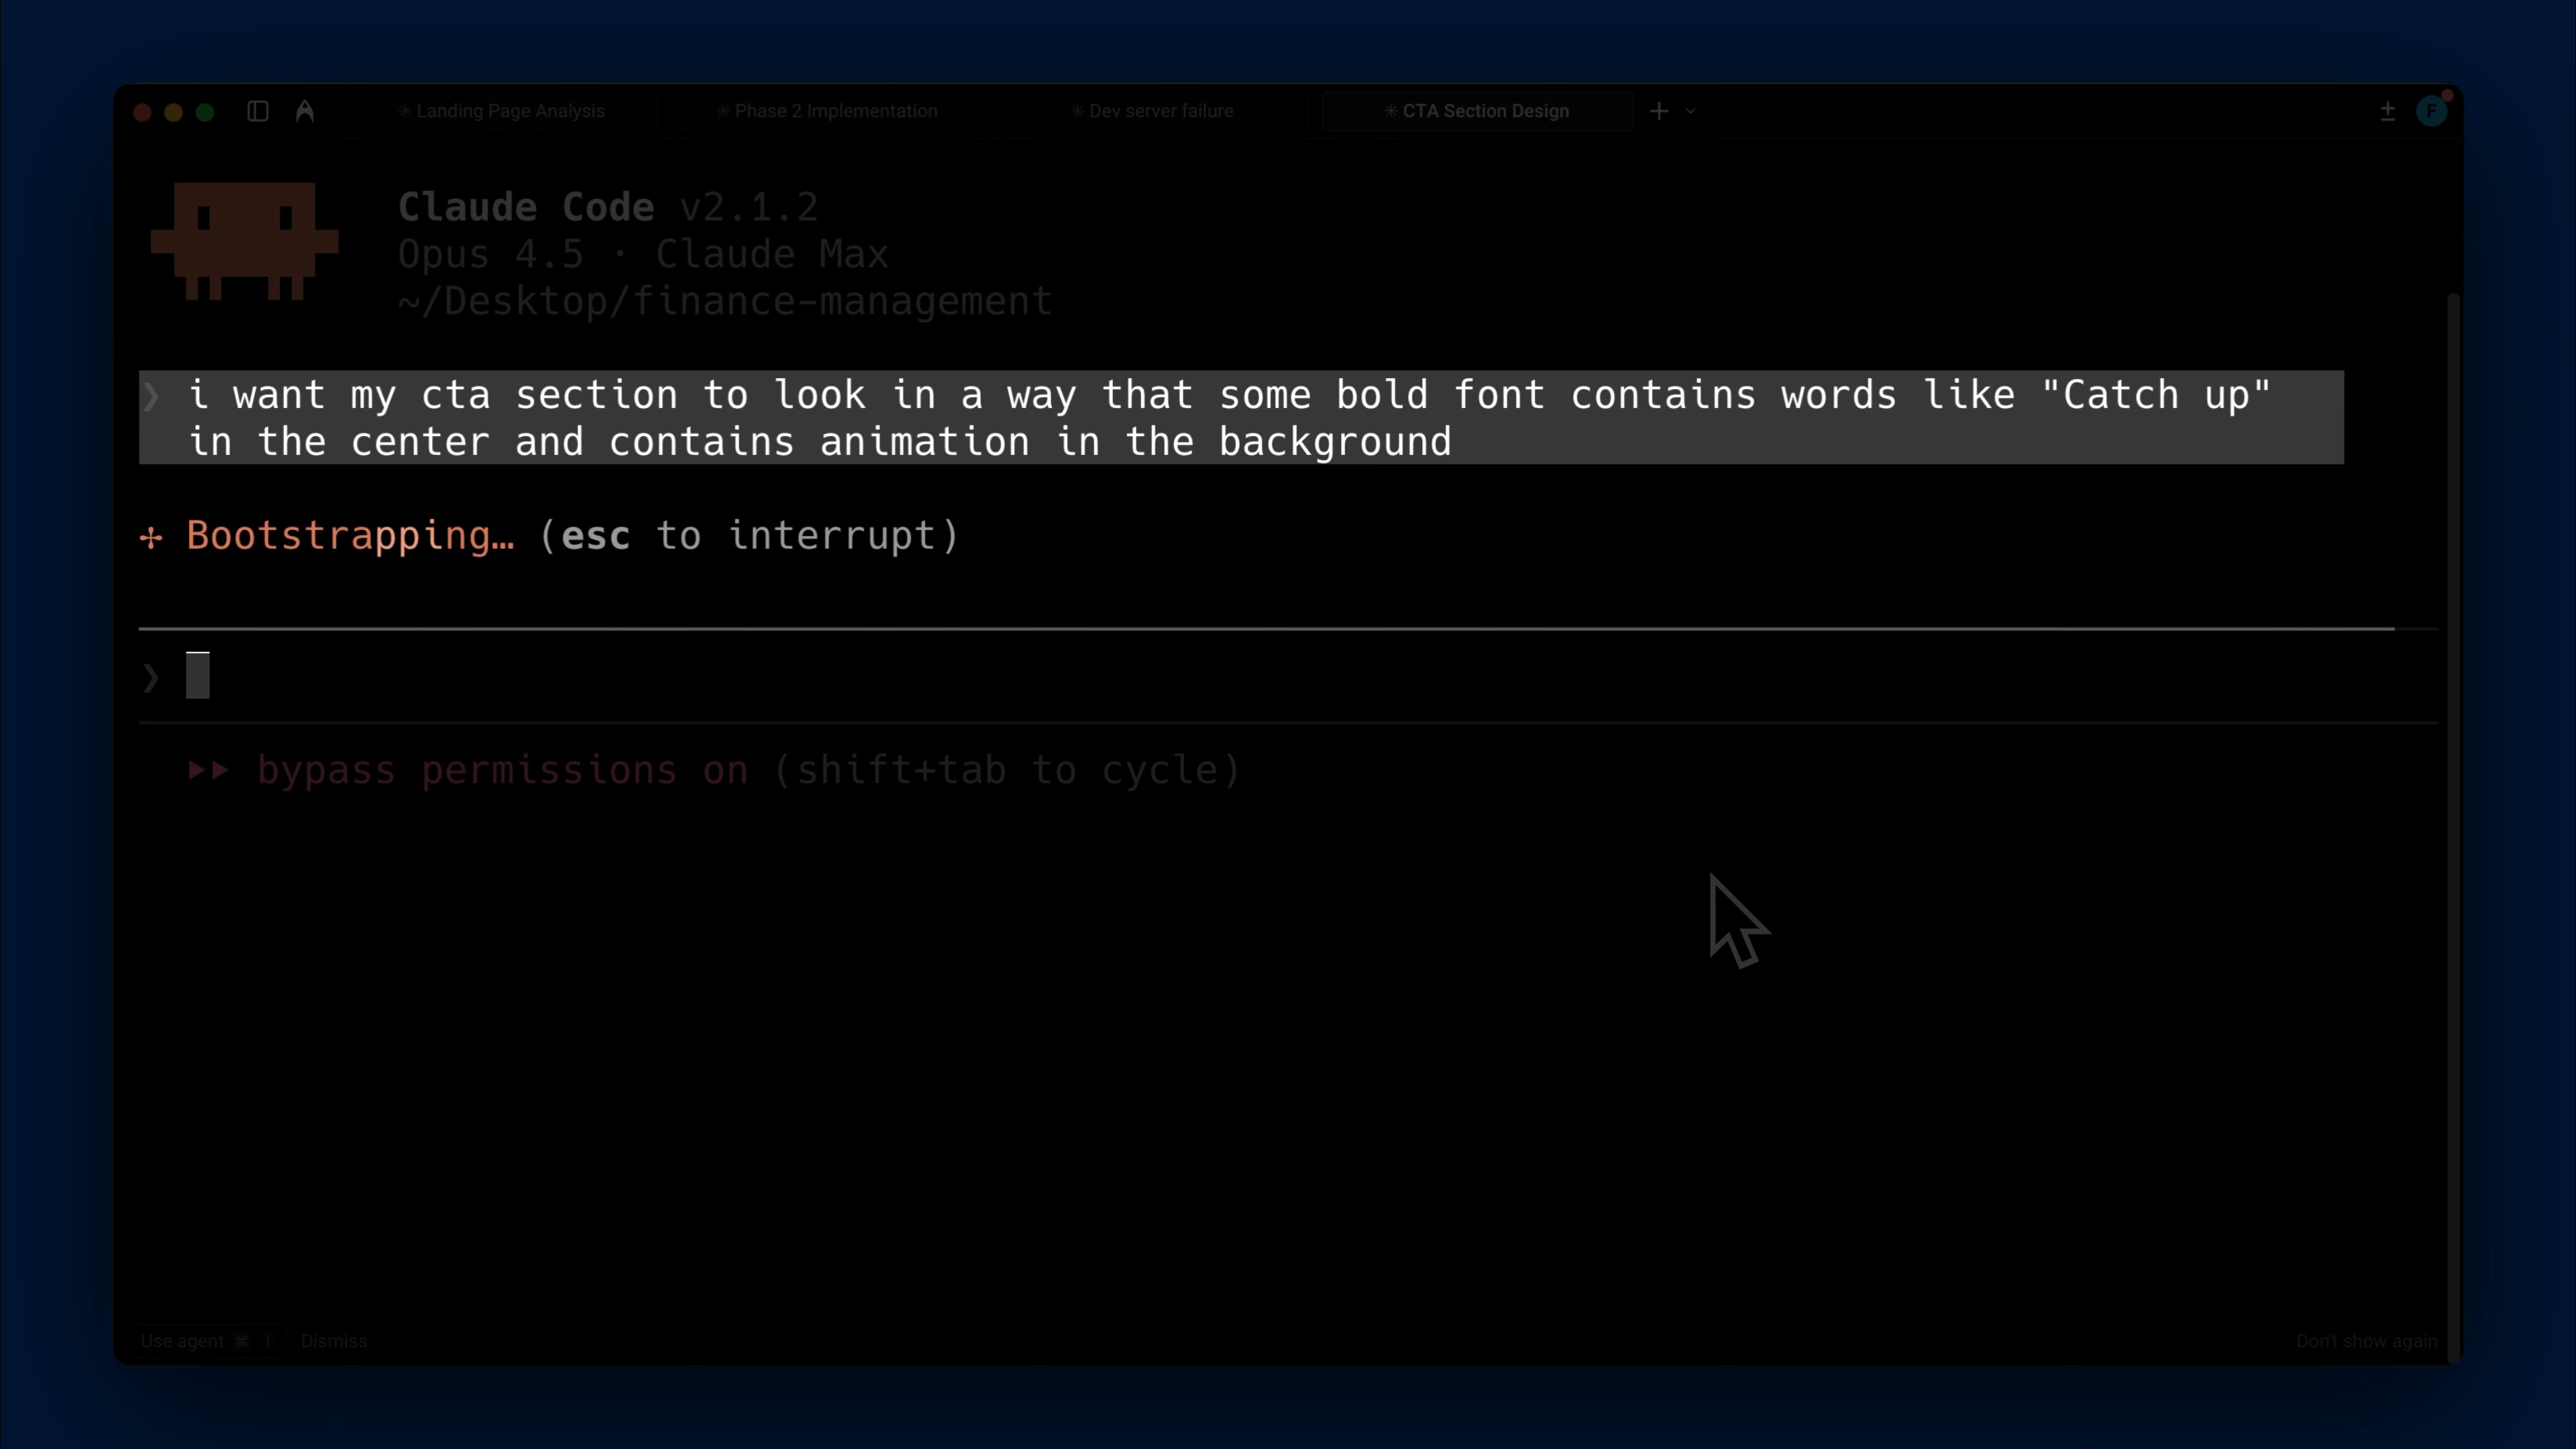 Landing Page Analysis
Phase 2 Implementation
Dev server failure
CTA Section Design
F
Claude Code v2.1.2
Opus 4.5 · Claude Max
~/Desktop/finance-management
❯ i want my cta section to look in a way that some bold font contains words like "Catch up"
in the center and contains animation in the background
Bootstrapping… (esc to interrupt)
❯
bypass permissions on (shift+tab to cycle)
Use agent ⌘ I Dismiss
Don't show again